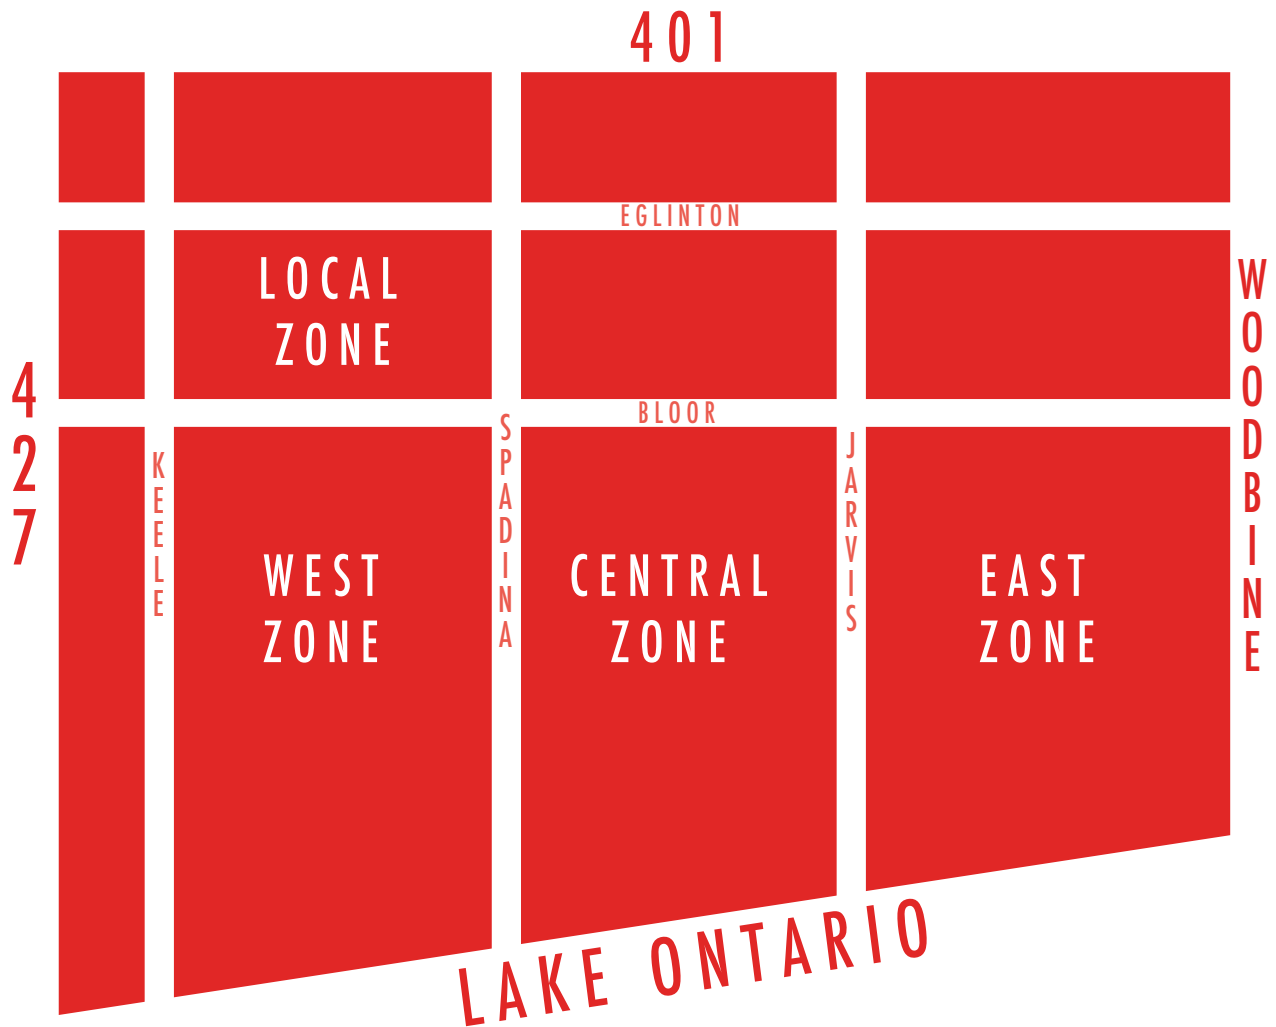 401
EGLINTON
LOCAL
ZONE
WOODBINE
427
BLOOR
KEELE
SPADINA
JARVIS
WEST
ZONE
CENTRAL
ZONE
EAST
ZONE
LAKE ONTARIO